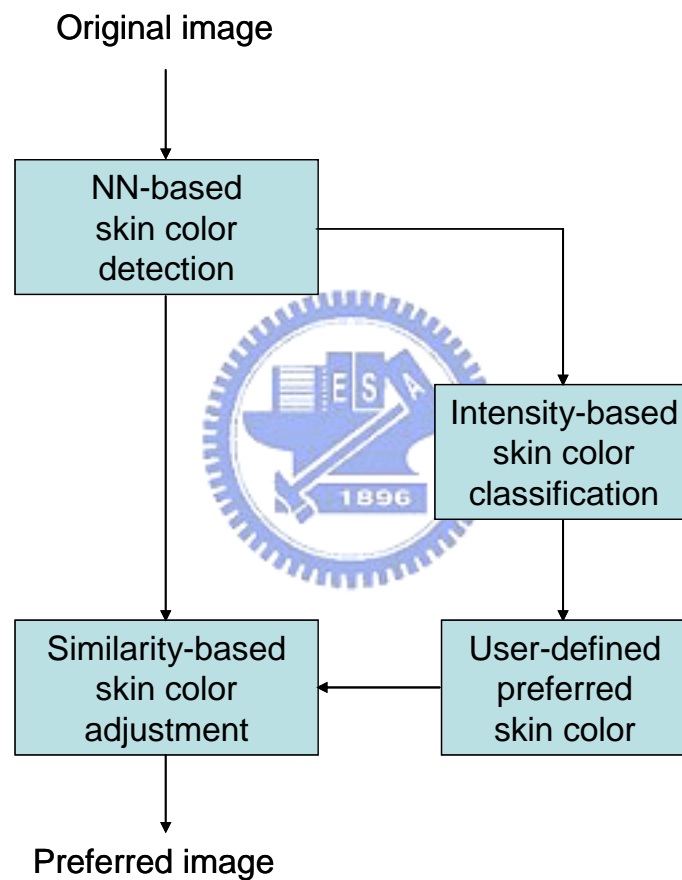 Original image
NN-based
skin color
detection
E S A
1896
Intensity-based
skin color
classification
Similarity-based
skin color
adjustment
User-defined
preferred
skin color
Preferred image